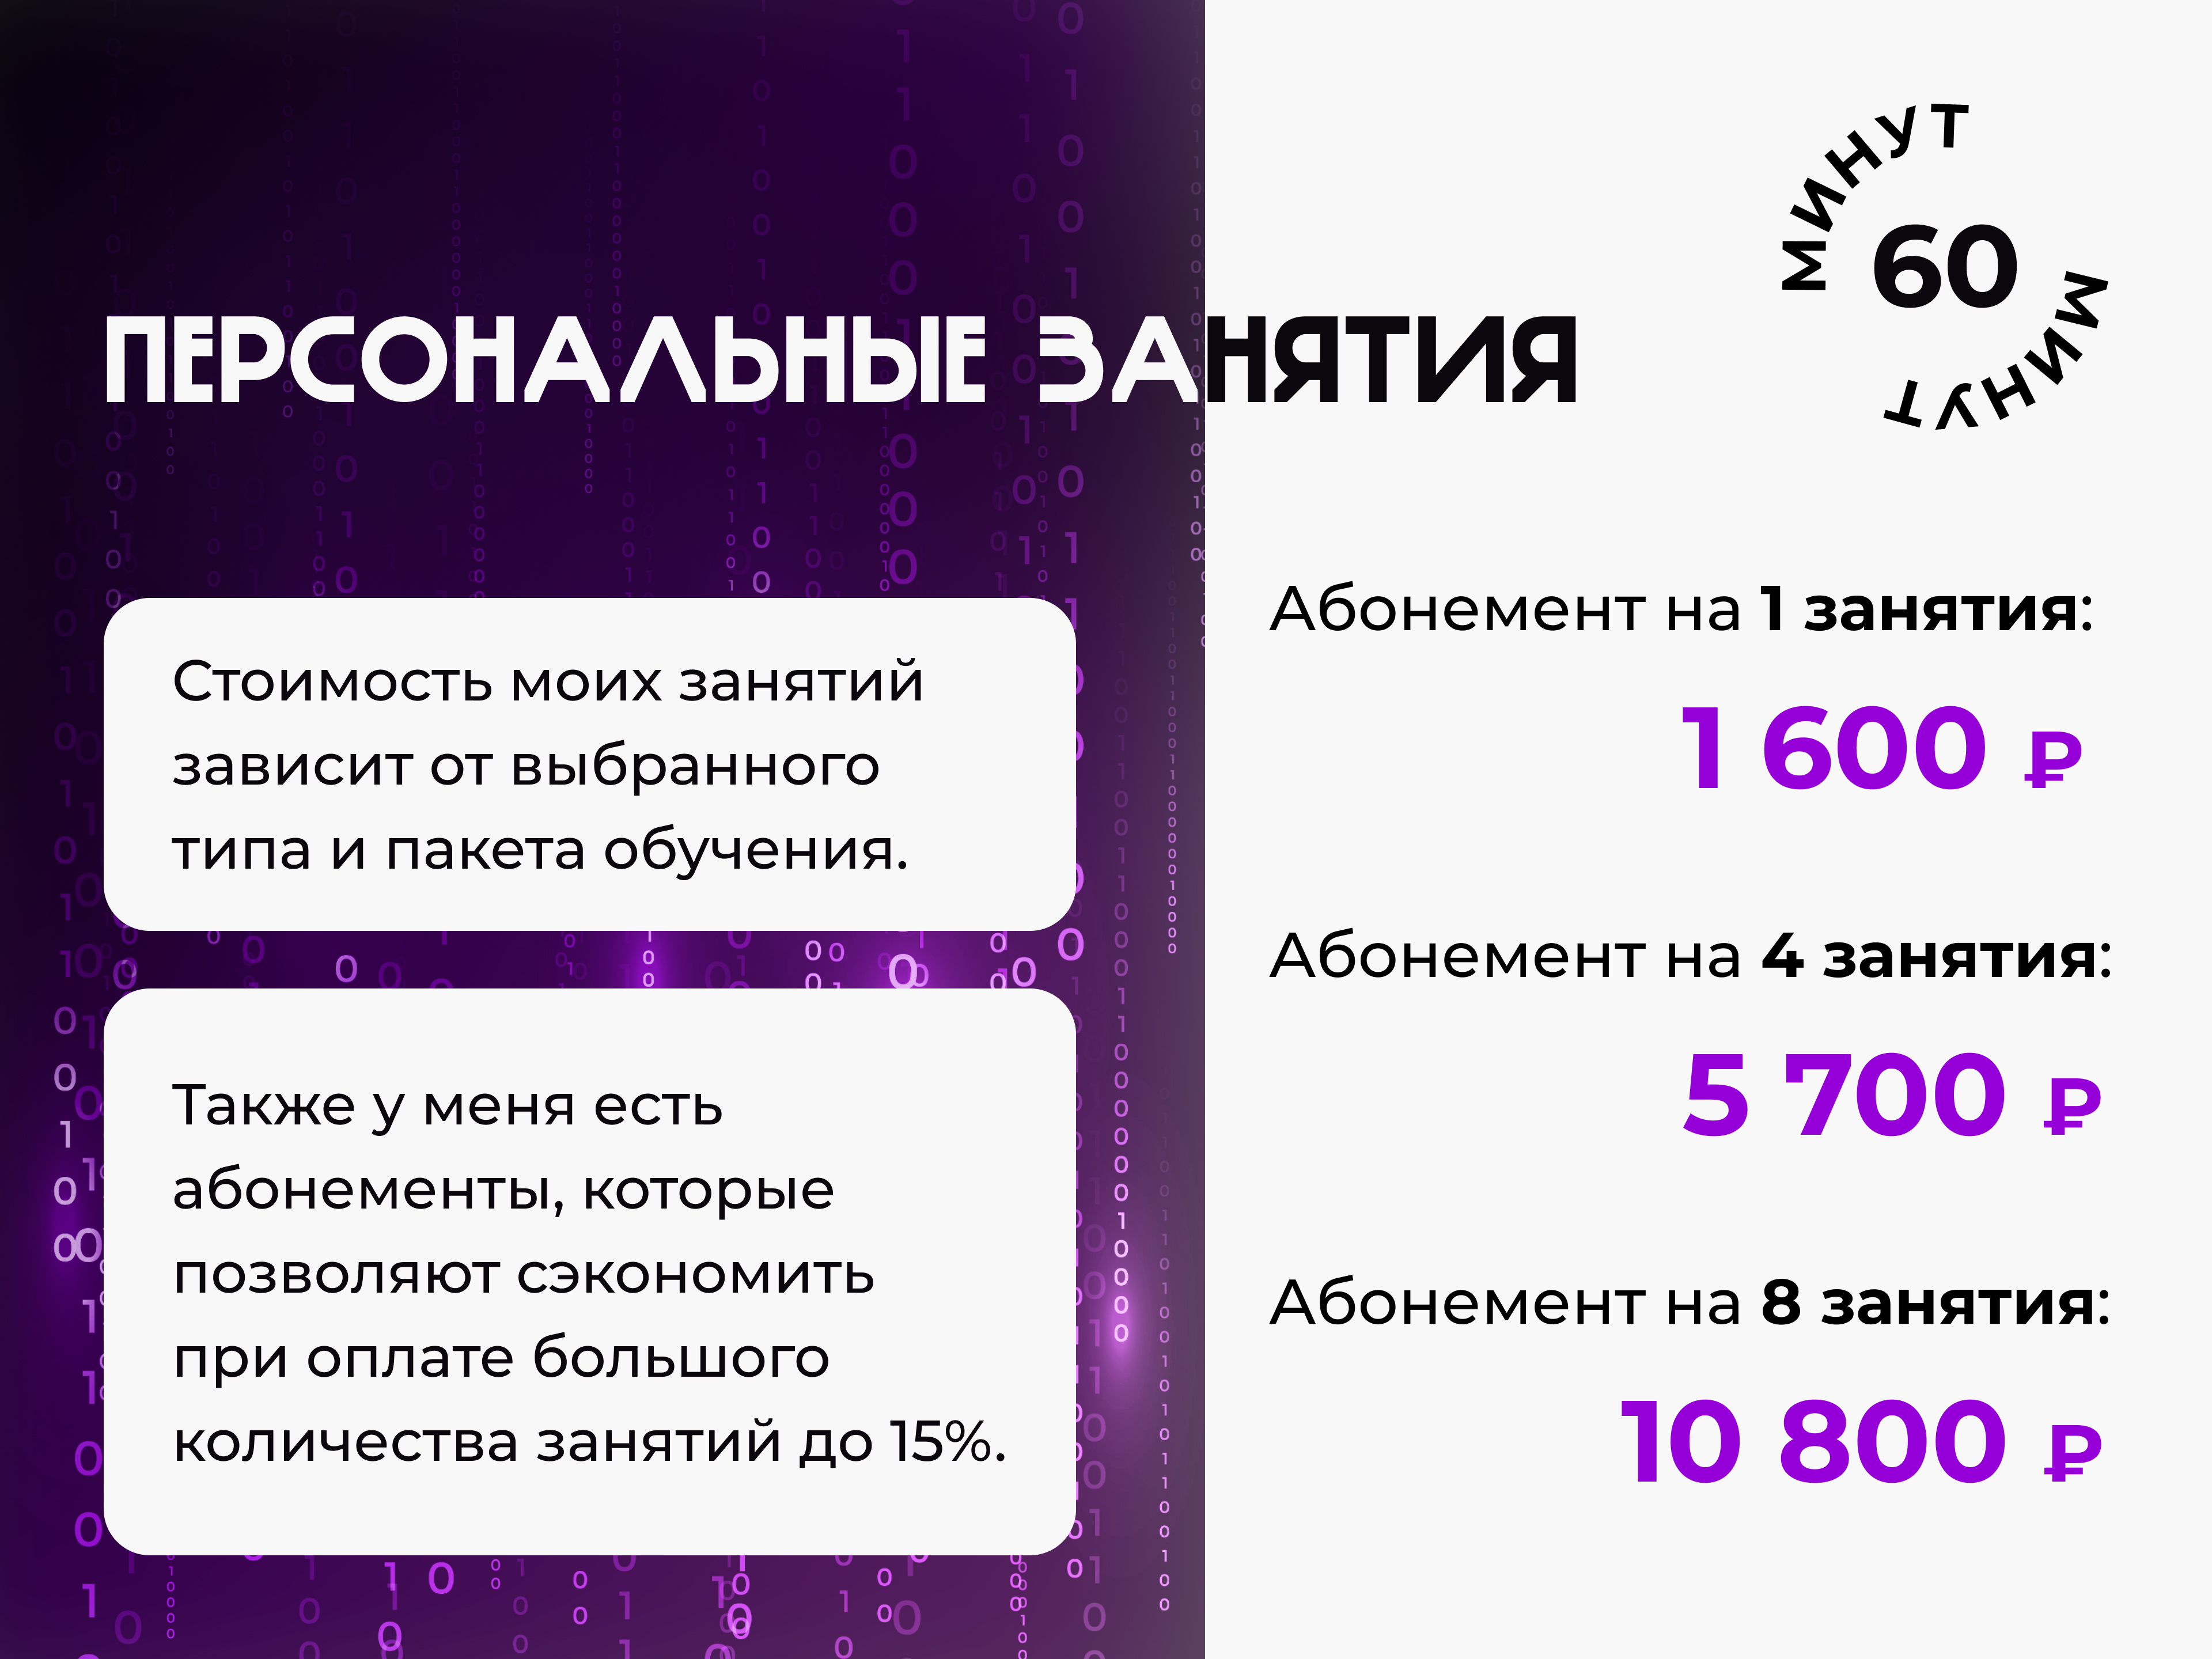 ПЕРСОНАЛЬНЫЕ ЗАНЯТИЯ
МИНУТ
60
МИНУТ
Стоимость моих занятий
зависит от выбранного
типа и пакета обучения.
Также у меня есть
абонементы, которые
позволяют сэкономить
при оплате большого
количества занятий до 15%.
Абонемент на 1 занятия:
1 600 ₽
Абонемент на 4 занятия:
5 700 ₽
Абонемент на 8 занятия:
10 800 ₽